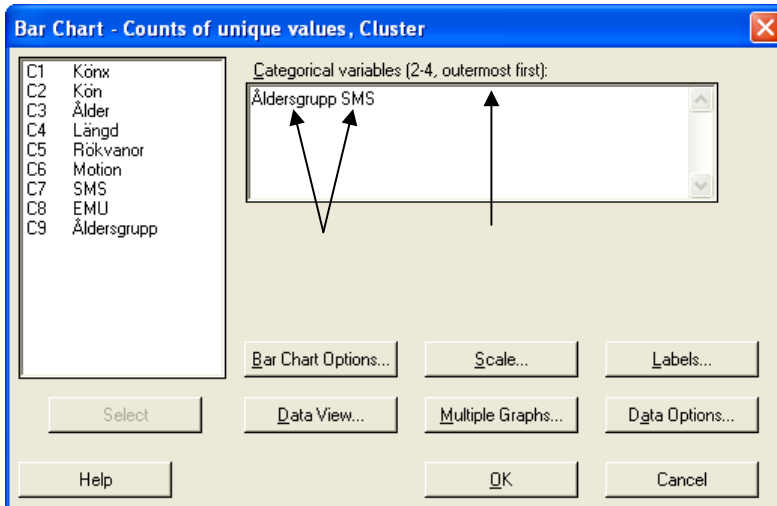 Bar Chart - Counts of unique values, Cluster
C1 Könx
C2 Kön
C3 Ålder
C4 Längd
C5 Rökvanor
C6 Motion
C7 SMS
C8 EMU
C9 Åldersgrupp
Categorical variables (2-4, outermost first):
Åldersgrupp SMS
Bar Chart Options... Scale... Labels...
Select Data View... Multiple Graphs... Data Options...
Help OK Cancel